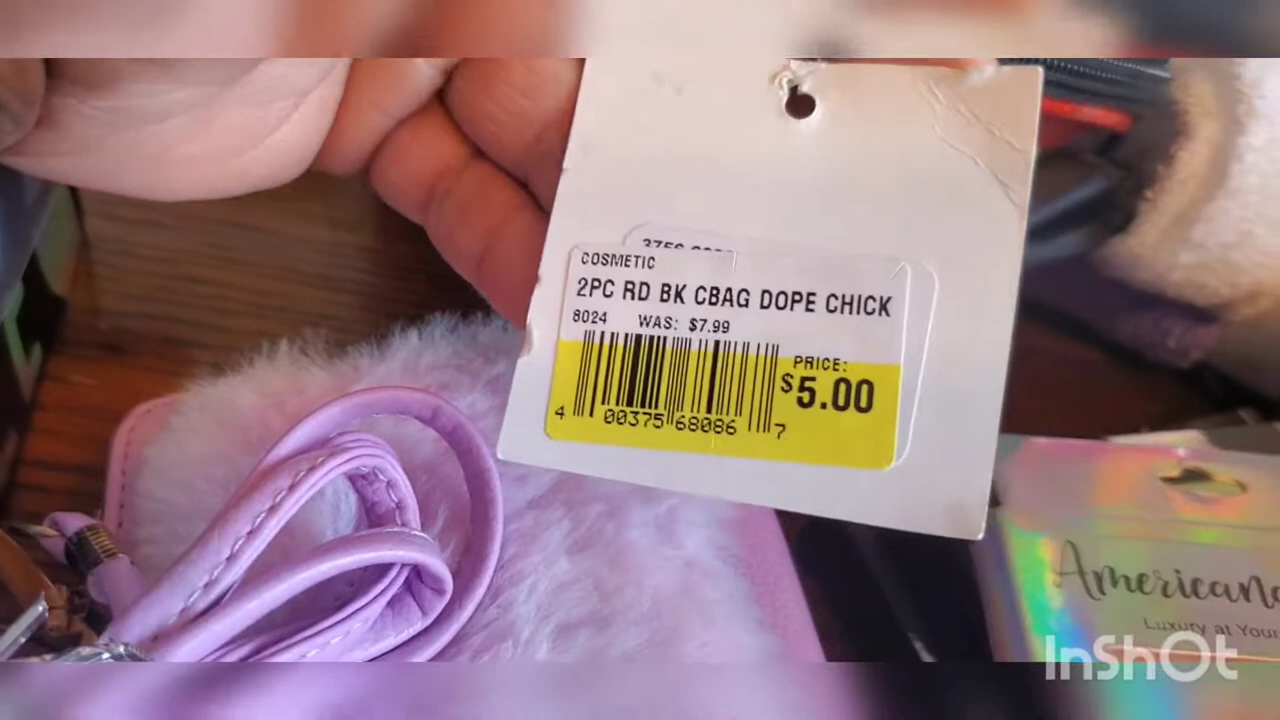 COSMETIC
2PC RD BK CBAG DOPE CHICK
8024 WAS: $7.99
PRICE:
$5.00
4 00375 68086 7
Luxury at Your
InShOt